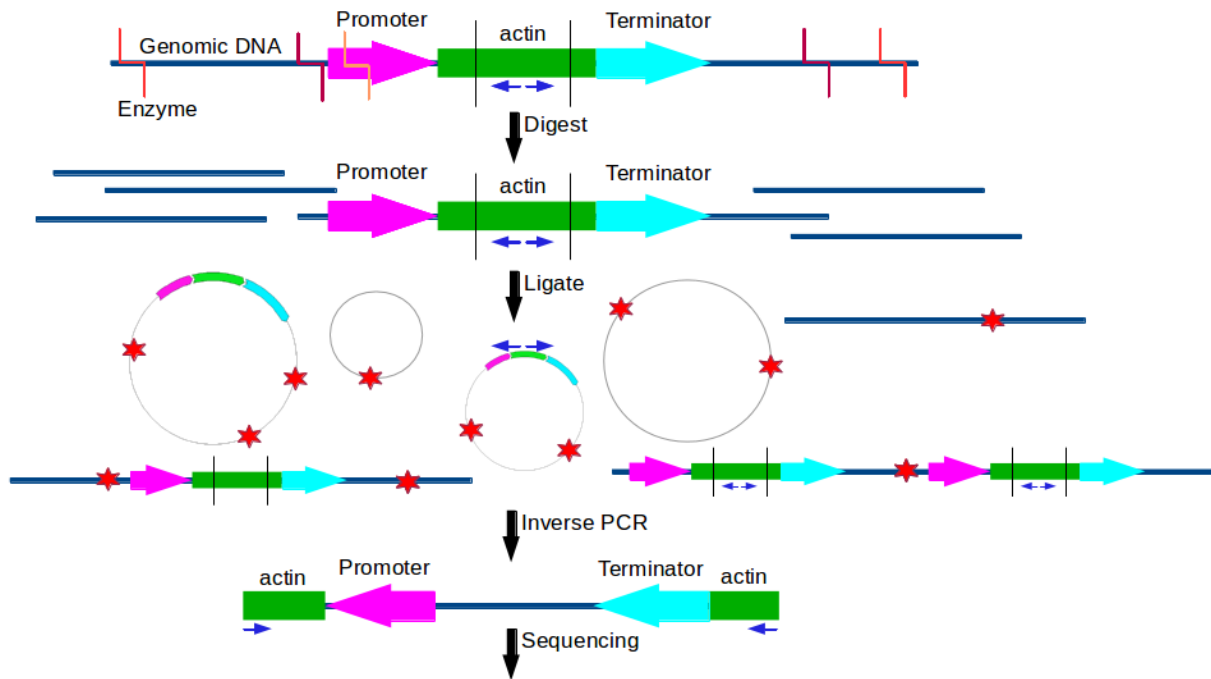 Promoter
actin
Terminator
Genomic DNA
Enzyme
Digest
Promoter
actin
Terminator
Ligate
Inverse PCR
actin
Promoter
Terminator
actin
Sequencing